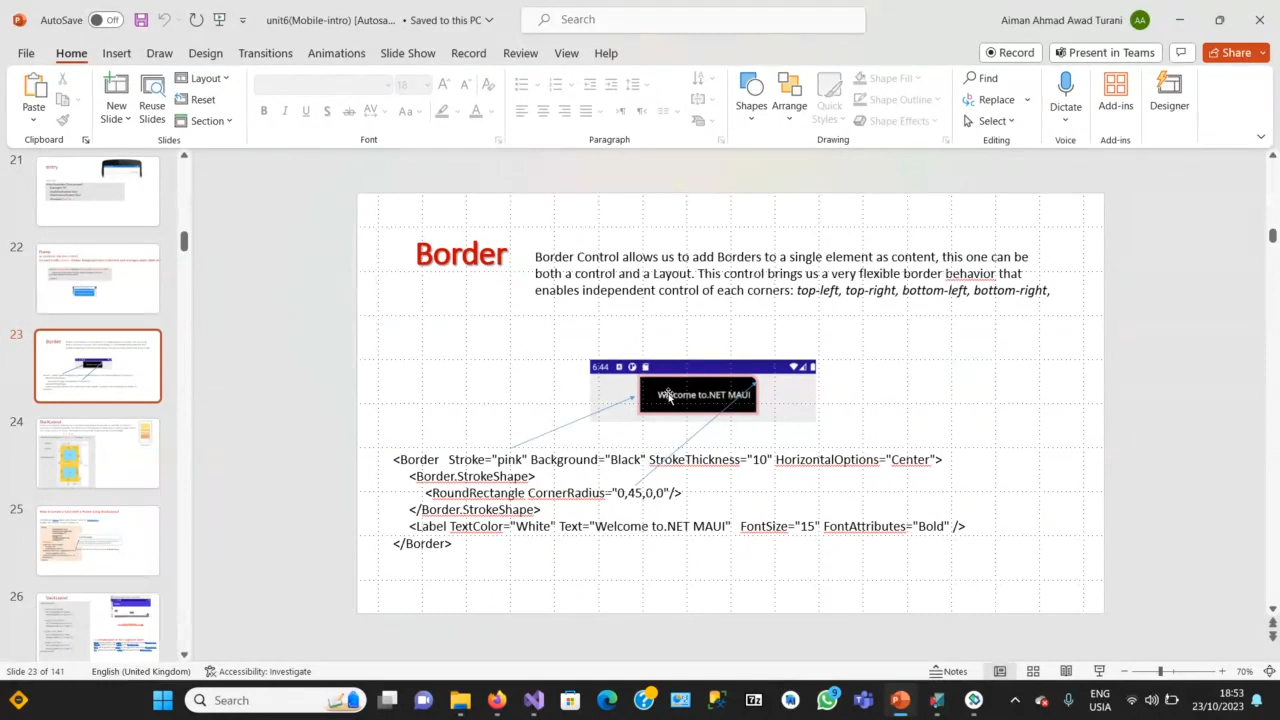 AutoSave Off unit6(Mobile-intro) [Autosa... • Saved to this PC Search Aiman Ahmad Awad Turani AA
File Home Insert Draw Design Transitions Animations Slide Show Record Review View Help Record Present in Teams Share
Paste New Slide Reuse Slides Layout Reset Section Shapes Arrange Quick Styles Shape Fill Shape Outline Shape Effects Find Replace Select Dictate Add-ins Designer
Clipboard Slides Font Paragraph Drawing Editing Voice Add-ins
21
22
23
25
26
Border
Border Control allows us to add Borders to a single element as content, this one can be
both a control and a Layout. This control brings us a very flexible border behavior that
enables independent control of each corners: top-left, top-right, bottom-left, bottom-right,
6:44
Welcome to.NET MAUI
<Border Stroke="pink" Background="Black" StrokeThickness="10" HorizontalOptions="Center">
<Border.StrokeShape>
<RoundRectangle CornerRadius="0,45,0,0"/>
</Border.StrokeShape>
<Label TextColor="White" Text="Welcome to.NET MAUI" FontSize="15" FontAttributes="Bold" />
</Border>
Slide 23 of 141 English (United Kingdom) Accessibility: Investigate Notes 70%
Search 9 ENG USIA 18:53 23/10/2023